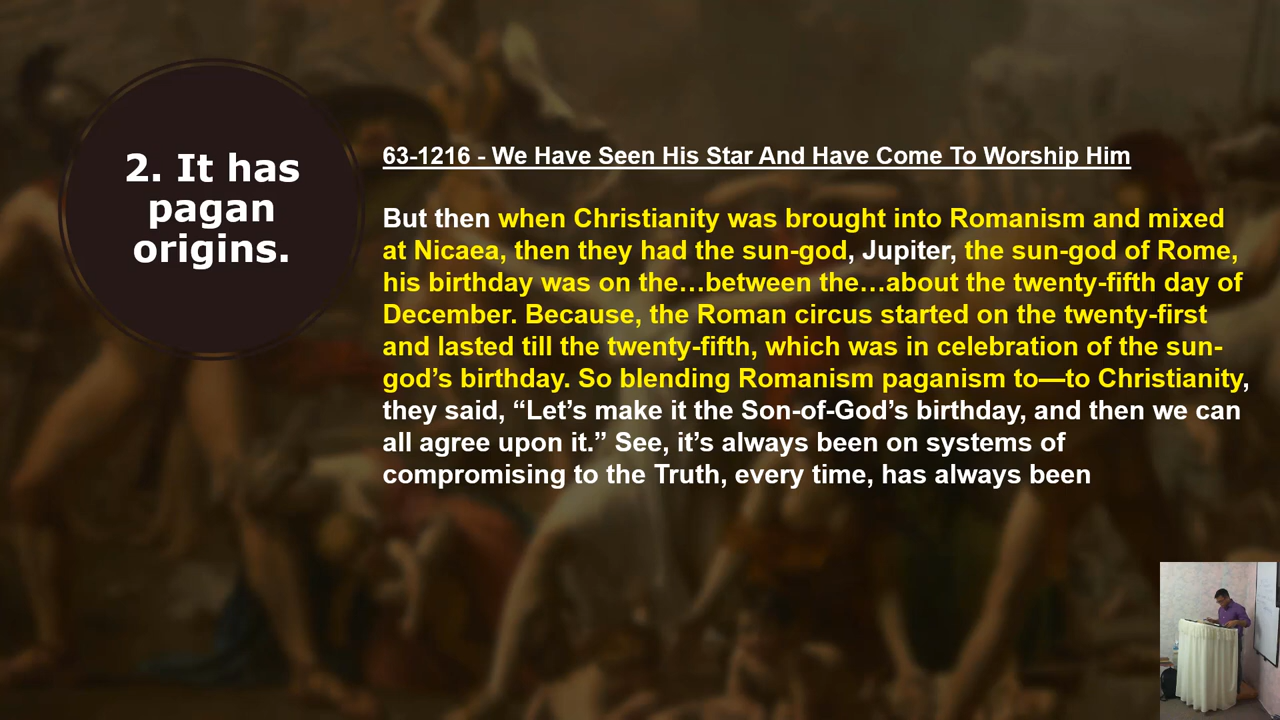 2. It has
pagan
origins.
63-1216 - We Have Seen His Star And Have Come To Worship Him
But then when Christianity was brought into Romanism and mixed
at Nicaea, then they had the sun-god, Jupiter, the sun-god of Rome,
his birthday was on the…between the…about the twenty-fifth day of
December. Because, the Roman circus started on the twenty-first
and lasted till the twenty-fifth, which was in celebration of the sun-
god’s birthday. So blending Romanism paganism to—to Christianity,
they said, “Let’s make it the Son-of-God’s birthday, and then we can
all agree upon it.” See, it’s always been on systems of
compromising to the Truth, every time, has always been